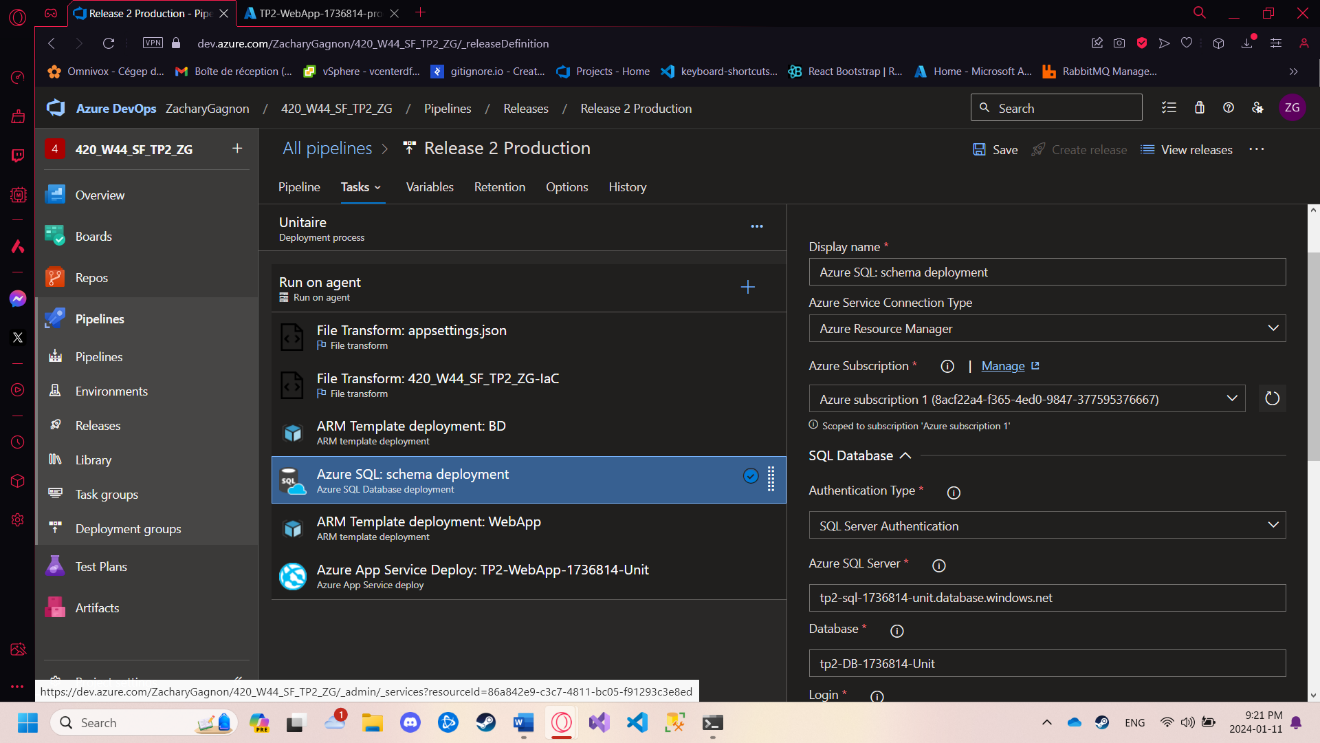 Release 2 Production - Pipe
TP2-WebApp-1736814-pro
VPN
dev.azure.com/ZacharyGagnon/420_W44_SF_TP2_ZG/_releaseDefinition
Omnivox - Cégep d...
Boîte de réception (...
vSphere - vcenterdf...
gitignore.io - Creat...
Projects - Home
keyboard-shortcuts...
React Bootstrap | R...
Home - Microsoft A...
RabbitMQ Manage...
Azure DevOps
ZacharyGagnon / 420_W44_SF_TP2_ZG / Pipelines / Releases / Release 2 Production
Search
ZG
4
420_W44_SF_TP2_ZG
Overview
Boards
Repos
Pipelines
Pipelines
Environments
Releases
Library
Task groups
Deployment groups
Test Plans
Artifacts
All pipelines > Release 2 Production
Save
Create release
View releases
Pipeline
Tasks
Variables
Retention
Options
History
Unitaire
Deployment process
Run on agent
Run on agent
File Transform: appsettings.json
File transform
File Transform: 420_W44_SF_TP2_ZG-IaC
File transform
ARM Template deployment: BD
ARM template deployment
SQL
Azure SQL: schema deployment
Azure SQL Database deployment
ARM Template deployment: WebApp
ARM template deployment
Azure App Service Deploy: TP2-WebApp-1736814-Unit
Azure App Service deploy
Display name *
Azure SQL: schema deployment
Azure Service Connection Type
Azure Resource Manager
Azure Subscription * | Manage
Azure subscription 1 (8acf22a4-f365-4ed0-9847-377595376667)
Scoped to subscription 'Azure subscription 1'
SQL Database
Authentication Type *
SQL Server Authentication
Azure SQL Server *
tp2-sql-1736814-unit.database.windows.net
Database *
tp2-DB-1736814-Unit
Login *
https://dev.azure.com/ZacharyGagnon/420_W44_SF_TP2_ZG/_admin/_services?resourceId=86a842e9-c3c7-4811-bc05-f91293c3e8ed
Search
PRE
1
ENG
9:21 PM
2024-01-11